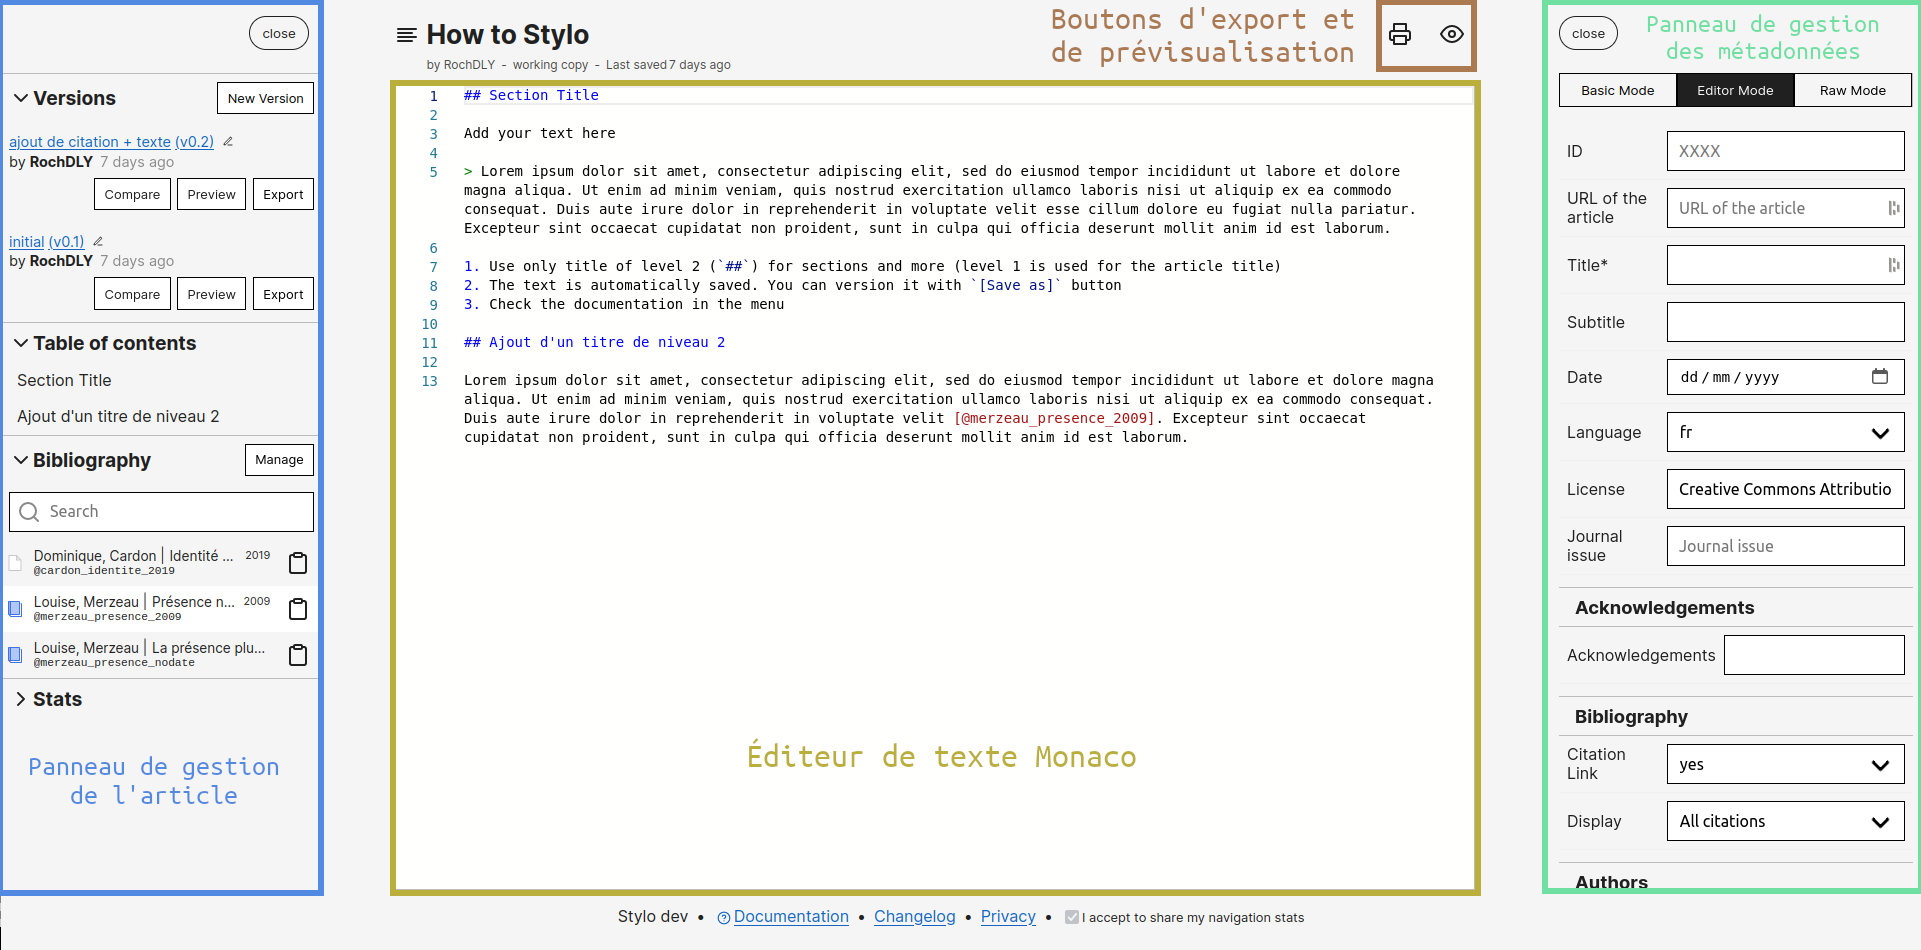 close
Versions
New Version
ajout de citation + texte (v0.2)
by RochDLY 7 days ago
Compare
Preview
Export
initial (v0.1)
by RochDLY 7 days ago
Compare
Preview
Export
Table of contents
Section Title
Ajout d'un titre de niveau 2
Bibliography
Manage
Search
Dominique, Cardon | Identité ... 2019
@cardon_identite_2019
Louise, Merzeau | Présence n... 2009
@merzeau_presence_2009
Louise, Merzeau | La présence plu...
@merzeau_presence_nodate
Stats
Panneau de gestion
de l'article
How to Stylo
by RochDLY - working copy - Last saved 7 days ago
Boutons d'export et
de prévisualisation
1 ## Section Title
2
3 Add your text here
4
5 > Lorem ipsum dolor sit amet, consectetur adipiscing elit, sed do eiusmod tempor incididunt ut labore et dolore
magna aliqua. Ut enim ad minim veniam, quis nostrud exercitation ullamco laboris nisi ut aliquip ex ea commodo
consequat. Duis aute irure dolor in reprehenderit in voluptate velit esse cillum dolore eu fugiat nulla pariatur.
Excepteur sint occaecat cupidatat non proident, sunt in culpa qui officia deserunt mollit anim id est laborum.
6
7 1. Use only title of level 2 (`##`) for sections and more (level 1 is used for the article title)
8 2. The text is automatically saved. You can version it with `[Save as]` button
9 3. Check the documentation in the menu
10
11 ## Ajout d'un titre de niveau 2
12
13 Lorem ipsum dolor sit amet, consectetur adipiscing elit, sed do eiusmod tempor incididunt ut labore et dolore magna
aliqua. Ut enim ad minim veniam, quis nostrud exercitation ullamco laboris nisi ut aliquip ex ea commodo consequat.
Duis aute irure dolor in reprehenderit in voluptate velit [@merzeau_presence_2009]. Excepteur sint occaecat
cupidatat non proident, sunt in culpa qui officia deserunt mollit anim id est laborum.
Éditeur de texte Monaco
close
Panneau de gestion
des métadonnées
Basic Mode
Editor Mode
Raw Mode
ID
XXXX
URL of the
article
URL of the article
Title*
Subtitle
Date
dd / mm / yyyy
Language
fr
License
Creative Commons Attributio
Journal
issue
Journal issue
Acknowledgements
Acknowledgements
Bibliography
Citation
Link
yes
Display
All citations
Authors
Stylo dev • Documentation • Changelog • Privacy • I accept to share my navigation stats